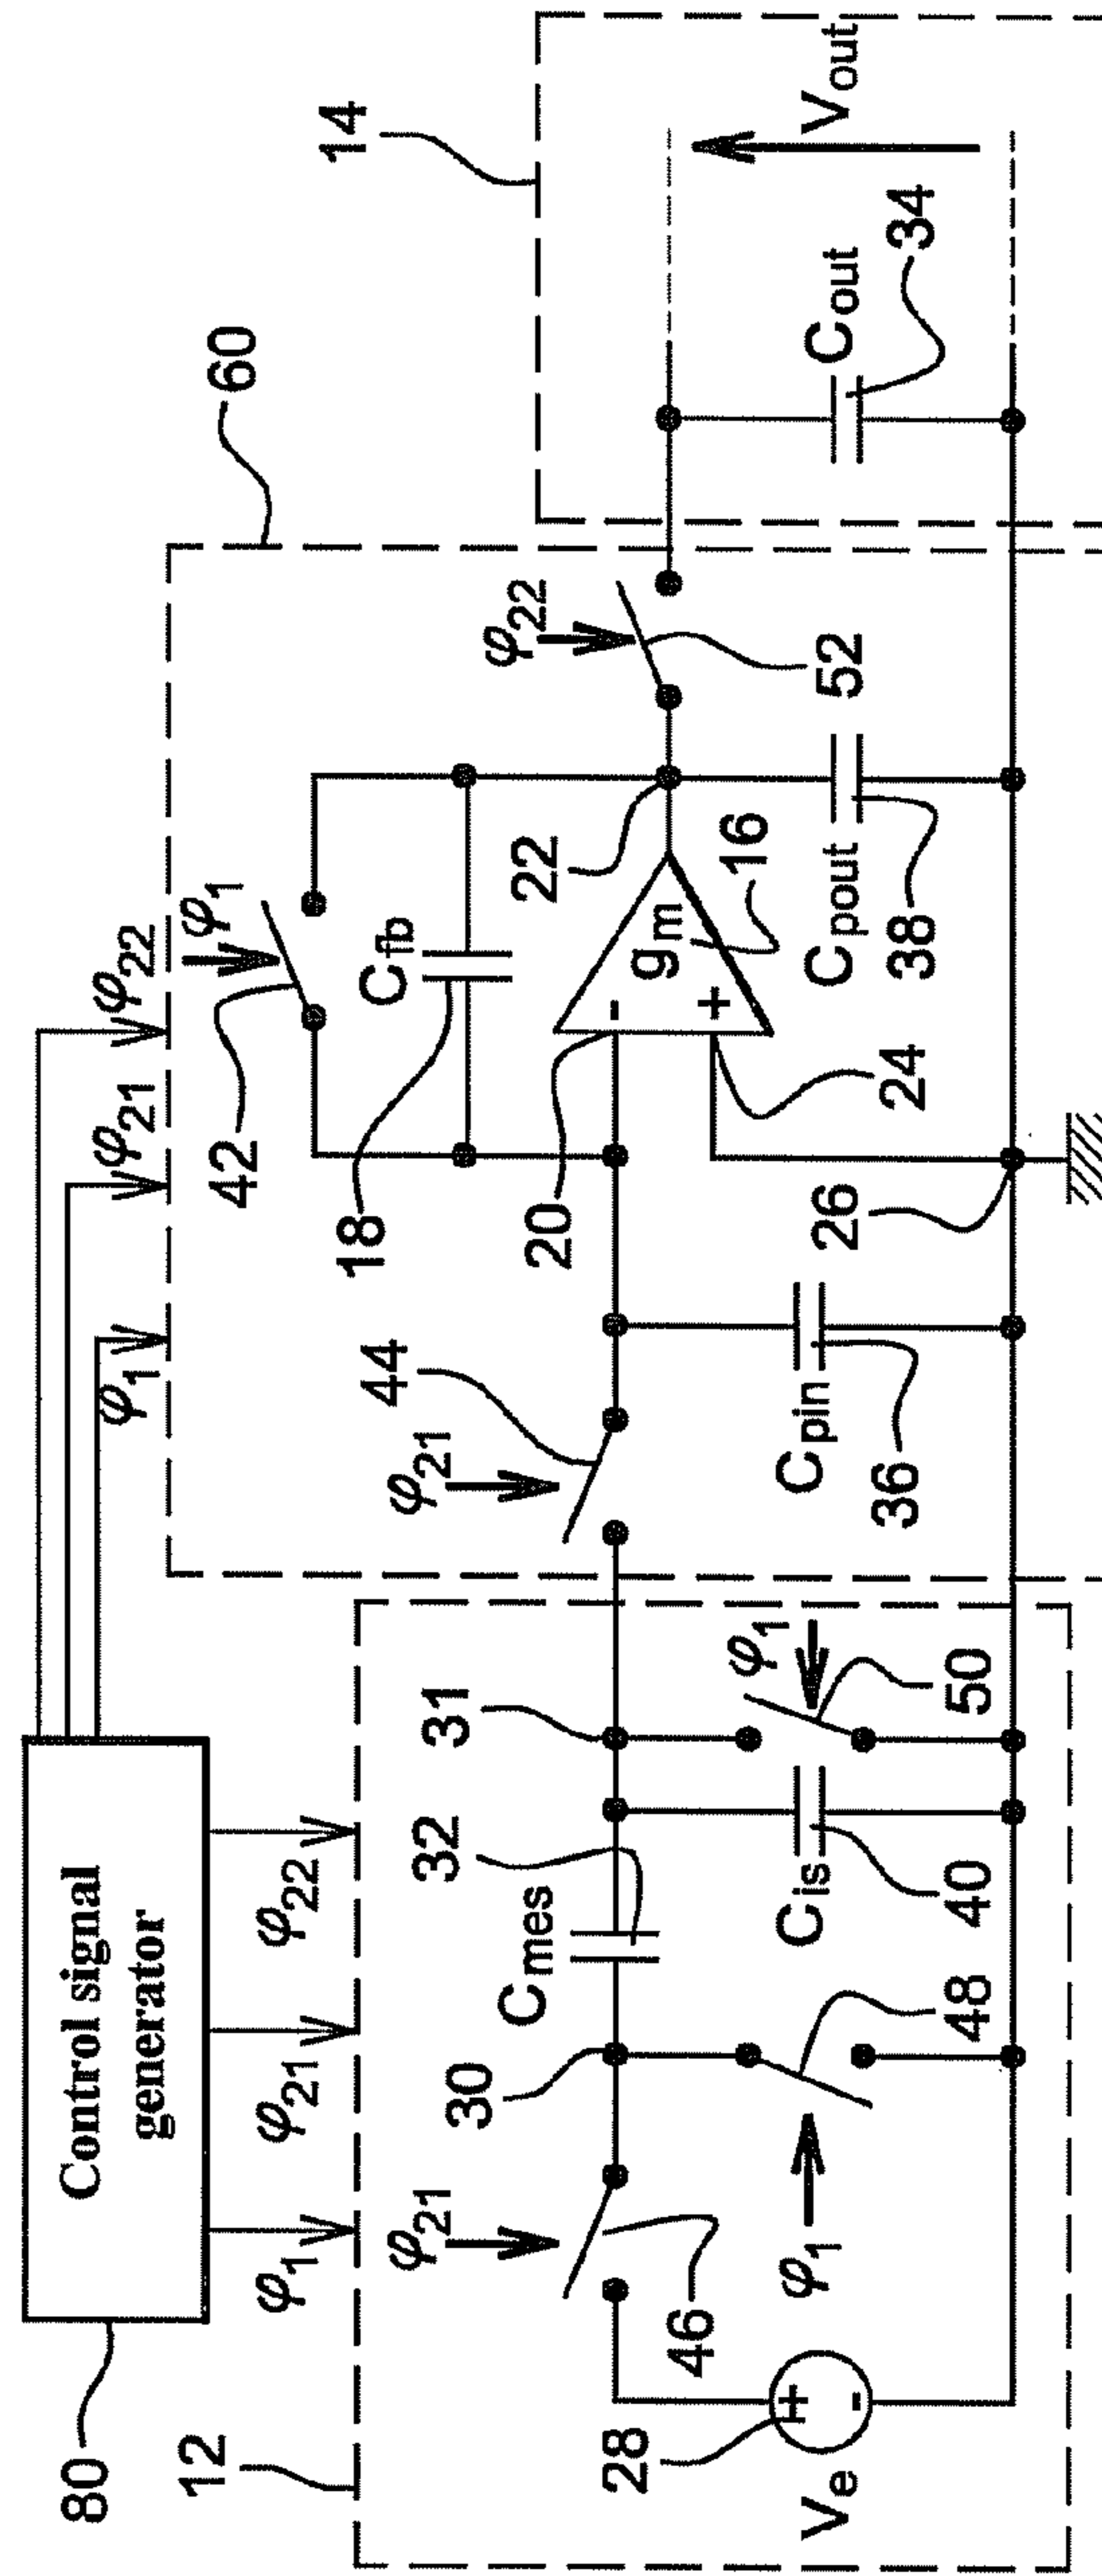 80
Control signal
generator
φ1
φ21
φ22
φ1
φ21
φ22
60
14
12
Ve
28
+
-
46
φ21
φ1
48
30
Cmes
32
31
Cis
40
φ1
50
φ21
44
Cpin
36
20
24
26
42
φ1
18
Cfb
-
+
gm
16
22
Cpout
38
φ22
52
Cout
34
Vout